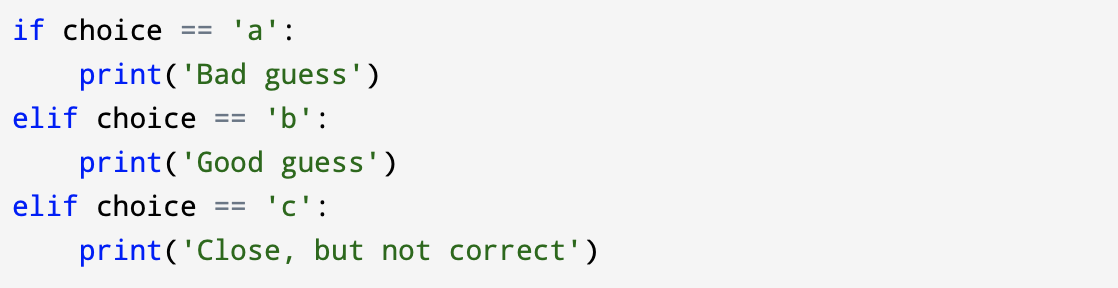 if choice == 'a':
    print('Bad guess')
elif choice == 'b':
    print('Good guess')
elif choice == 'c':
    print('Close, but not correct')